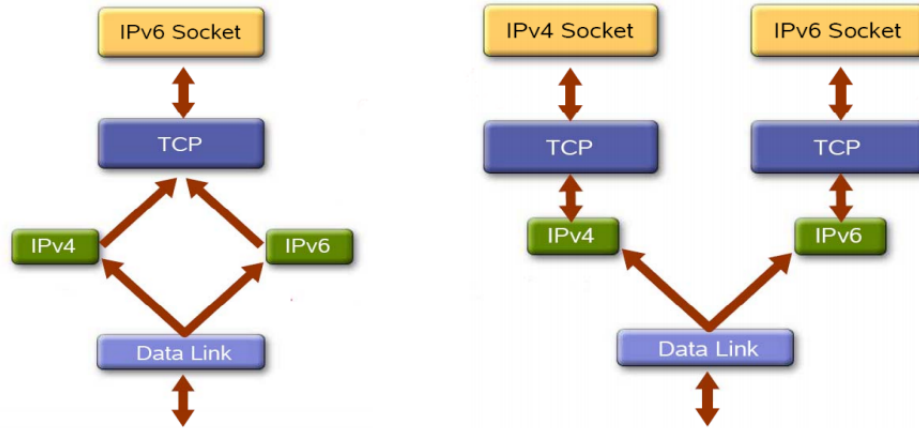 IPv6 Socket
TCP
IPv4
IPv6
Data Link
IPv4 Socket
IPv6 Socket
TCP
TCP
IPv4
IPv6
Data Link